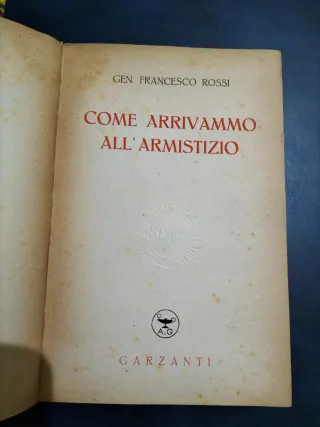 GEN. FRANCESCO ROSSI
COME ARRIVAMMO
ALL'ARMISTIZIO
A.G
GARZANTI